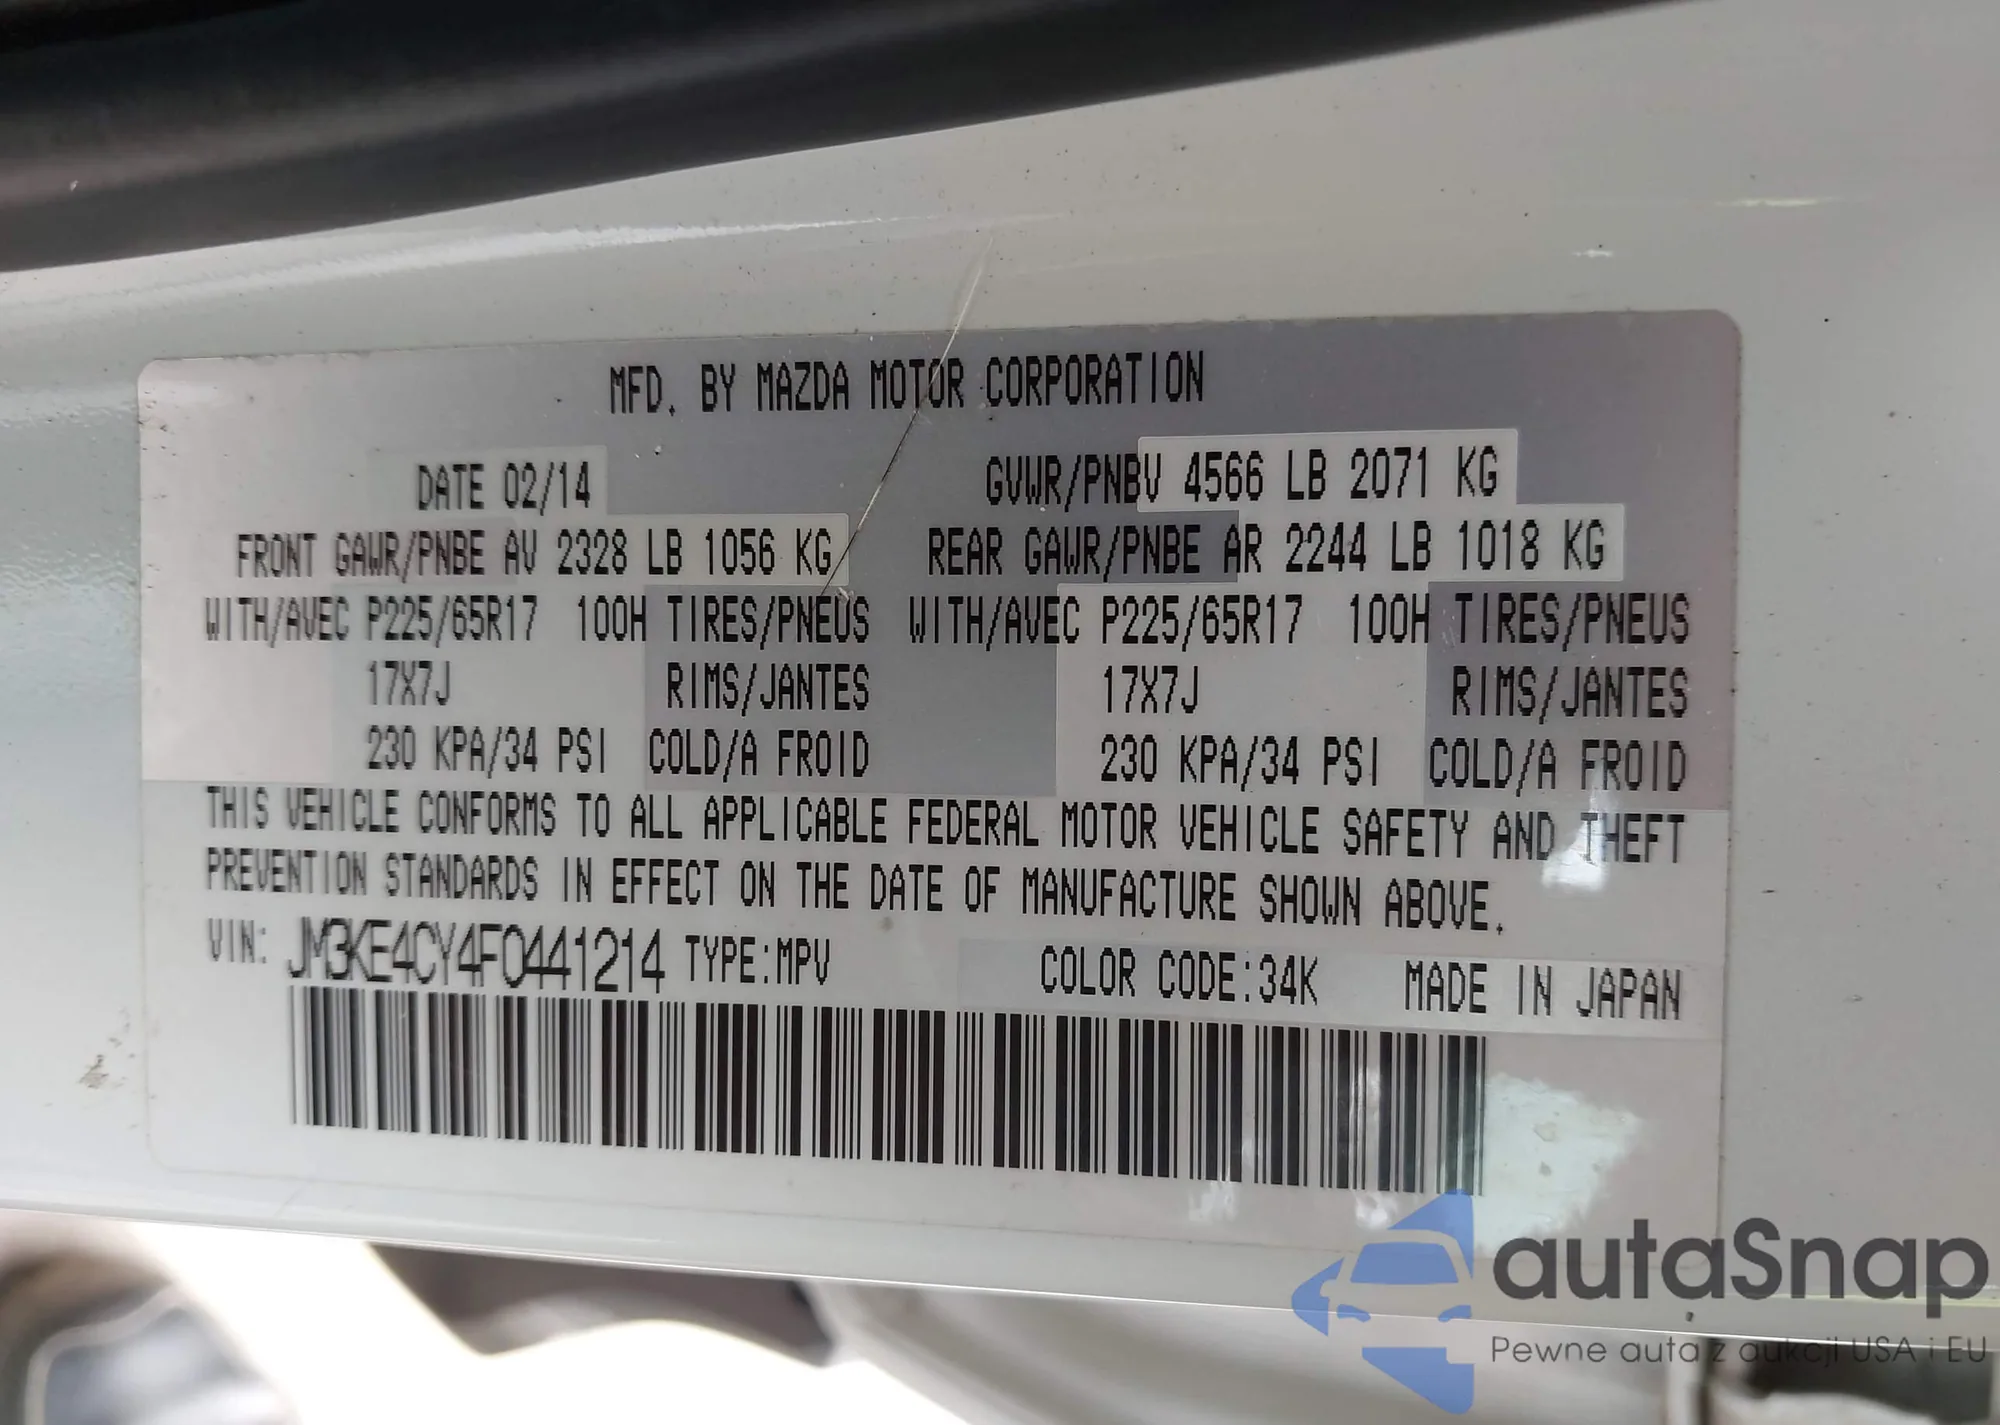 MFD. BY MAZDA MOTOR CORPORATION
DATE 02/14 GVWR/PNBV 4566 LB 2071 KG
FRONT GAWR/PNBE AV 2328 LB 1056 KG REAR GAWR/PNBE AR 2244 LB 1018 KG
WITH/AVEC P225/65R17 100H TIRES/PNEUS WITH/AVEC P225/65R17 100H TIRES/PNEUS
17X7J RIMS/JANTES 17X7J RIMS/JANTES
230 KPA/34 PSI COLD/A FROID 230 KPA/34 PSI COLD/A FROID
THIS VEHICLE CONFORMS TO ALL APPLICABLE FEDERAL MOTOR VEHICLE SAFETY AND THEFT
PREVENTION STANDARDS IN EFFECT ON THE DATE OF MANUFACTURE SHOWN ABOVE.
VIN: JM3KE4CY4F0441214 TYPE:MPV COLOR CODE:34K MADE IN JAPAN
autaSnap
Pewne auta z aukcji USA i EU